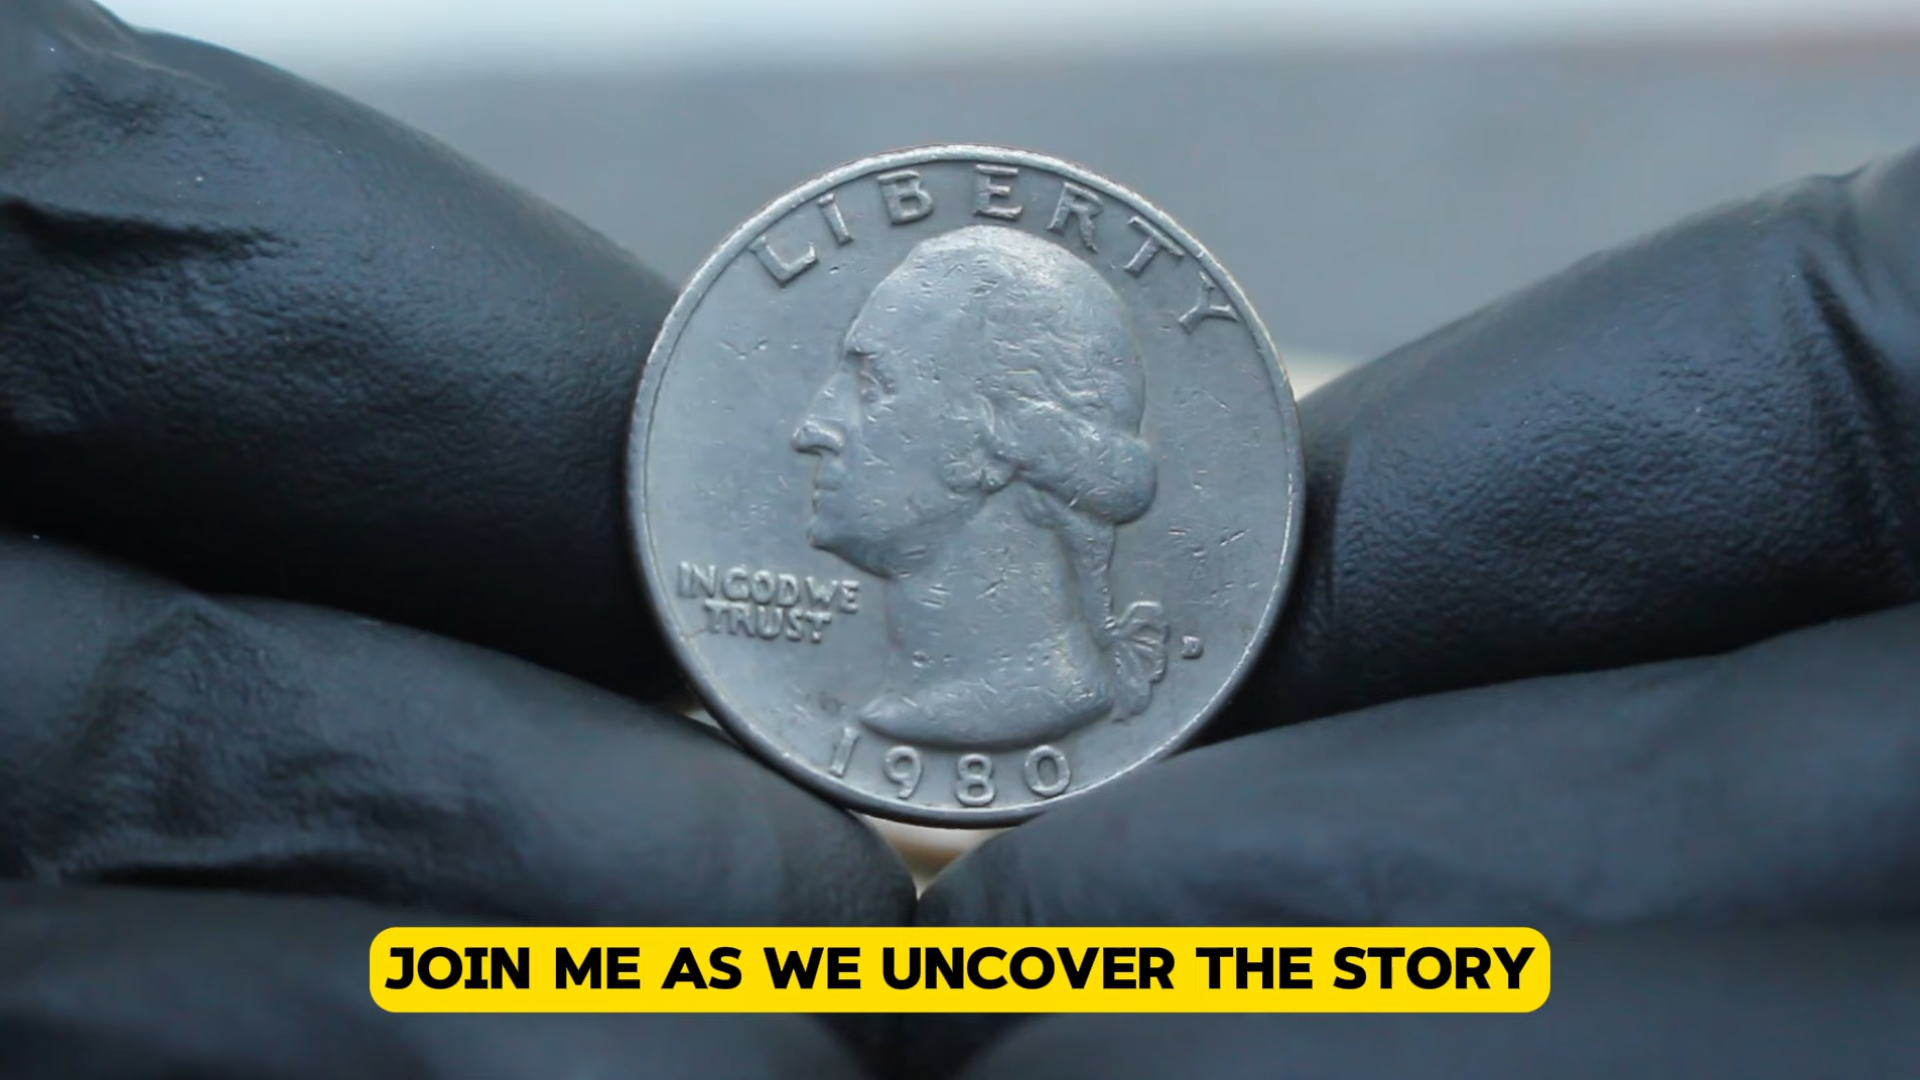 LIBERTY
IN GOD WE
TRUST
D
1980
JOIN ME AS WE UNCOVER THE STORY